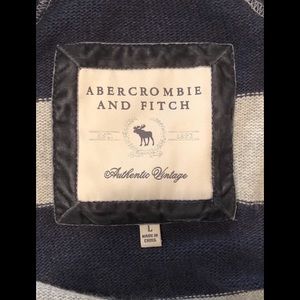 ABERCROMBIE
AND FITCH
EST. 1892
Authentic Vintage
L
MADE IN
CHINA